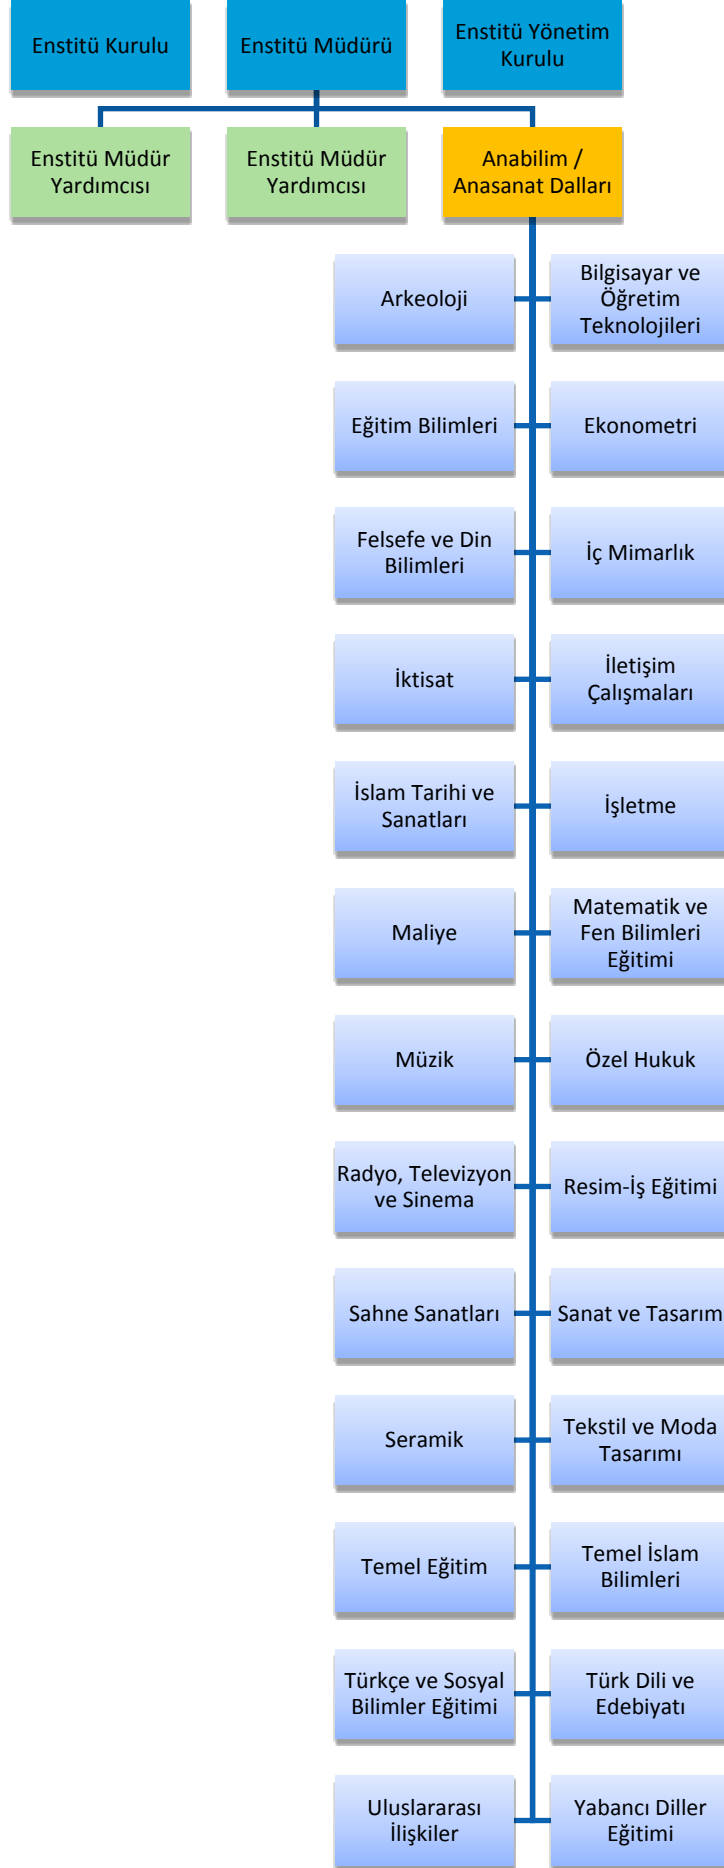 Enstitü Kurulu
Enstitü Müdürü
Enstitü Yönetim
Kurulu
Enstitü Müdür
Yardımcısı
Enstitü Müdür
Yardımcısı
Anabilim /
Anasanat Dalları
Arkeoloji
Bilgisayar ve
Öğretim
Teknolojileri
Eğitim Bilimleri
Ekonometri
Felsefe ve Din
Bilimleri
İç Mimarlık
İktisat
İletişim
Çalışmaları
İslam Tarihi ve
Sanatları
İşletme
Maliye
Matematik ve
Fen Bilimleri
Eğitimi
Müzik
Özel Hukuk
Radyo, Televizyon
ve Sinema
Resim-İş Eğitimi
Sahne Sanatları
Sanat ve Tasarım
Seramik
Tekstil ve Moda
Tasarımı
Temel Eğitim
Temel İslam
Bilimleri
Türkçe ve Sosyal
Bilimler Eğitimi
Türk Dili ve
Edebiyatı
Uluslararası
İlişkiler
Yabancı Diller
Eğitimi